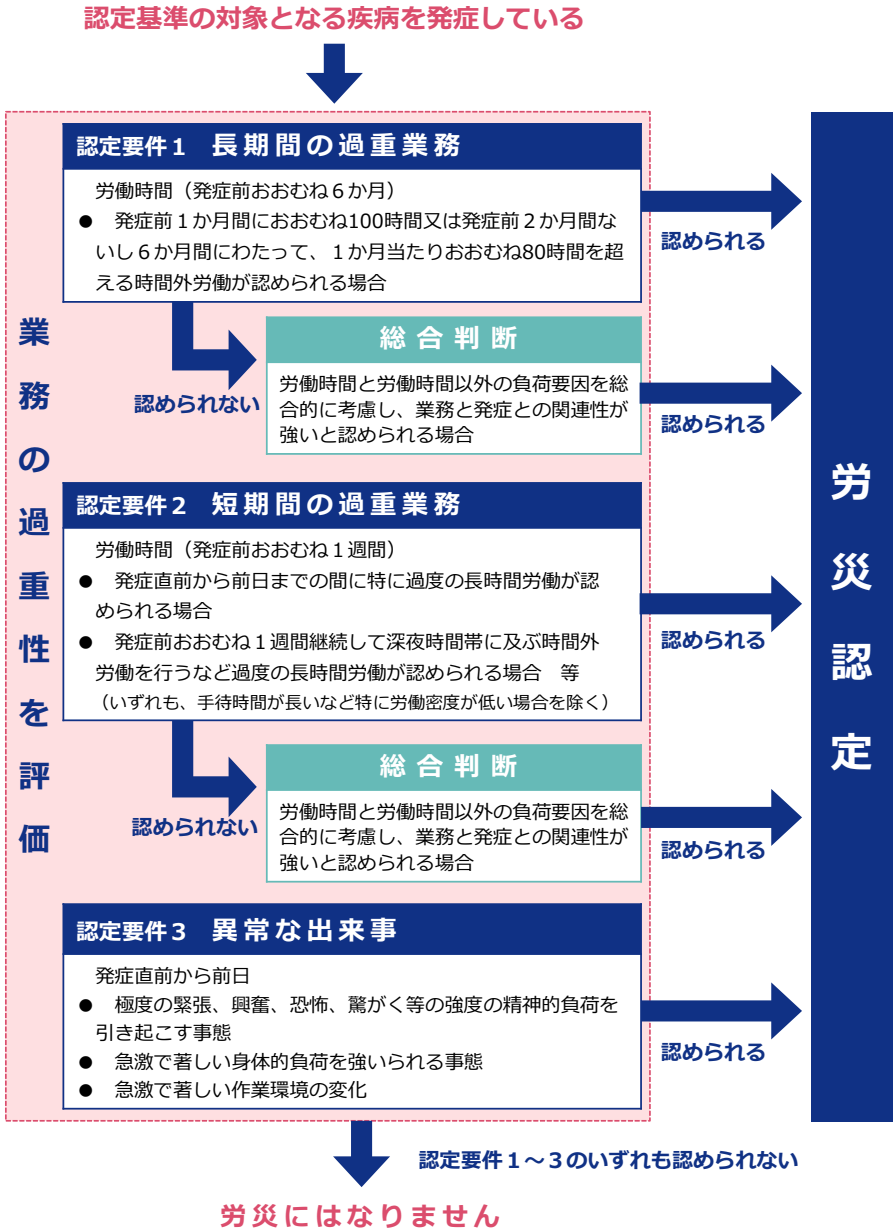 認定基準の対象となる疾病を発症している
業務の過重性を評価
認定要件１　長期間の過重業務
労働時間（発症前おおむね６か月）
●　発症前１か月間におおむね100時間又は発症前２か月間な
いし６か月間にわたって、１か月当たりおおむね80時間を超
える時間外労働が認められる場合
認められる
認められない
総合判断
労働時間と労働時間以外の負荷要因を総
合的に考慮し、業務と発症との関連性が
強いと認められる場合
認められる
認定要件２　短期間の過重業務
労働時間（発症前おおむね１週間）
●　発症直前から前日までの間に特に過度の長時間労働が認
められる場合
●　発症前おおむね１週間継続して深夜時間帯に及ぶ時間外
労働を行うなど過度の長時間労働が認められる場合　等
（いずれも、手待時間が長いなど特に労働密度が低い場合を除く）
認められる
認められない
総合判断
労働時間と労働時間以外の負荷要因を総
合的に考慮し、業務と発症との関連性が
強いと認められる場合
認められる
認定要件３　異常な出来事
発症直前から前日
●　極度の緊張、興奮、恐怖、驚がく等の強度の精神的負荷を
引き起こす事態
●　急激で著しい身体的負荷を強いられる事態
●　急激で著しい作業環境の変化
認められる
労災認定
認定要件１～３のいずれも認められない
労災にはなりません